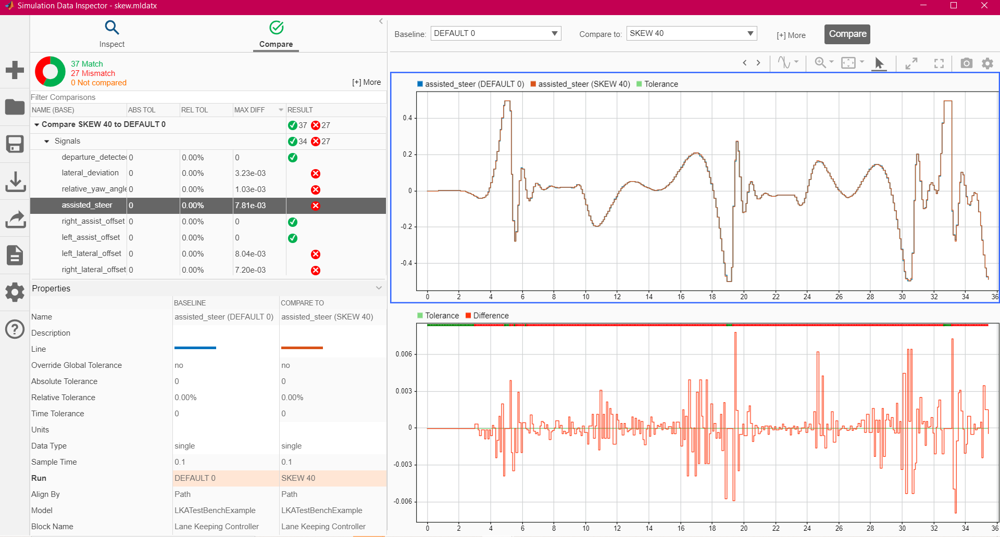 Simulation Data Inspector - skew.mldatx
Inspect
Compare
37 Match
27 Mismatch
0 Not compared
[+] More
Filter Comparisons
NAME (BASE) ABS TOL REL TOL MAX DIFF RESULT
Compare SKEW 40 to DEFAULT 0 37 27
Signals 34 27
departure_detected 0 0.00% 0
lateral_deviation 0 0.00% 3.23e-03
relative_yaw_angle 0 0.00% 1.03e-03
assisted_steer 0 0.00% 7.81e-03
right_assist_offset 0 0.00% 0
left_assist_offset 0 0.00% 0
left_lateral_offset 0 0.00% 8.04e-03
right_lateral_offset 0 0.00% 7.20e-03
Properties
BASELINE COMPARE TO
Name assisted_steer (DEFAULT 0) assisted_steer (SKEW 40)
Description
Line
Override Global Tolerance no no
Absolute Tolerance 0 0
Relative Tolerance 0.00% 0.00%
Time Tolerance 0 0
Units
Data Type single single
Sample Time 0.1 0.1
Run DEFAULT 0 SKEW 40
Align By Path Path
Model LKATestBenchExample LKATestBenchExample
Block Name Lane Keeping Controller Lane Keeping Controller
Baseline: DEFAULT 0 Compare to: SKEW 40 [+] More Compare
assisted_steer (DEFAULT 0) assisted_steer (SKEW 40) Tolerance
0.4
0.2
0
-0.2
-0.4
0 2 4 6 8 10 12 14 16 18 20 22 24 26 28 30 32 34 36
Tolerance Difference
0.006
0.003
0
-0.003
-0.006
0 2 4 6 8 10 12 14 16 18 20 22 24 26 28 30 32 34 36